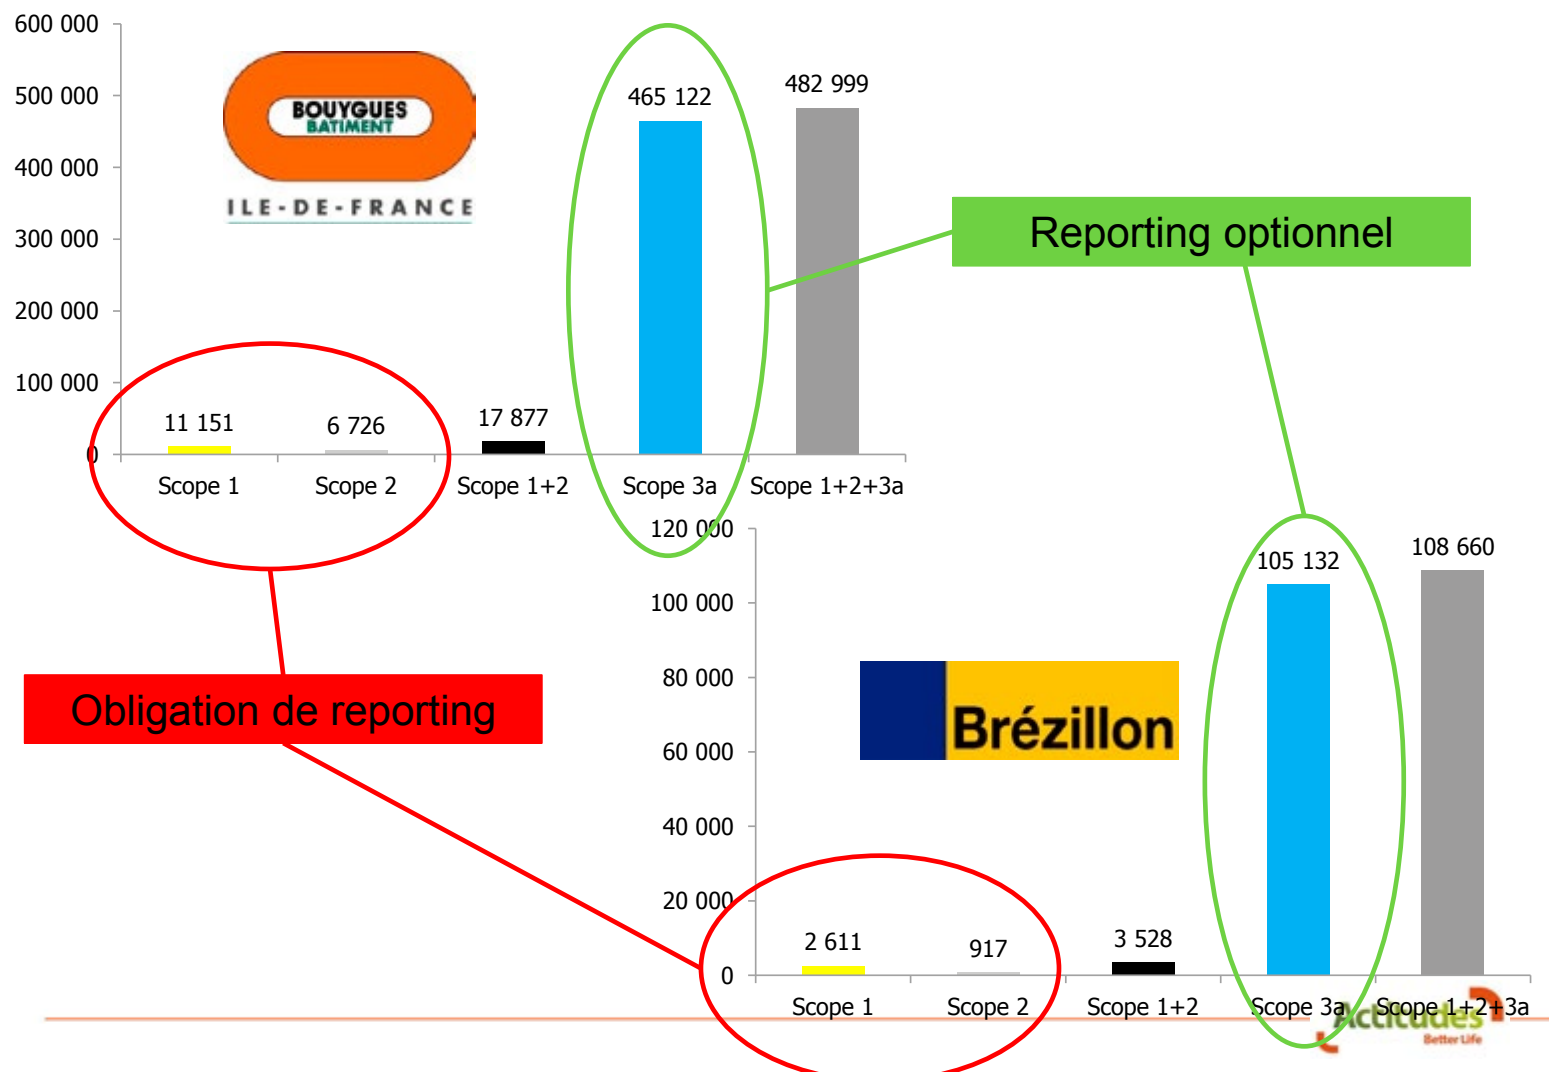 600 000
500 000
400 000
300 000
200 000
100 000
0
BOUYGUES
BATIMENT
ILE-DE-FRANCE
11 151
6 726
17 877
465 122
482 999
Scope 1
Scope 2
Scope 1+2
Scope 3a
Scope 1+2+3a
Reporting optionnel
Obligation de reporting
120 000
100 000
80 000
60 000
40 000
20 000
0
Brézillon
2 611
917
3 528
105 132
108 660
Scope 1
Scope 2
Scope 1+2
Scope 3a
Scope 1+2+3a
Actitudes
Better Life